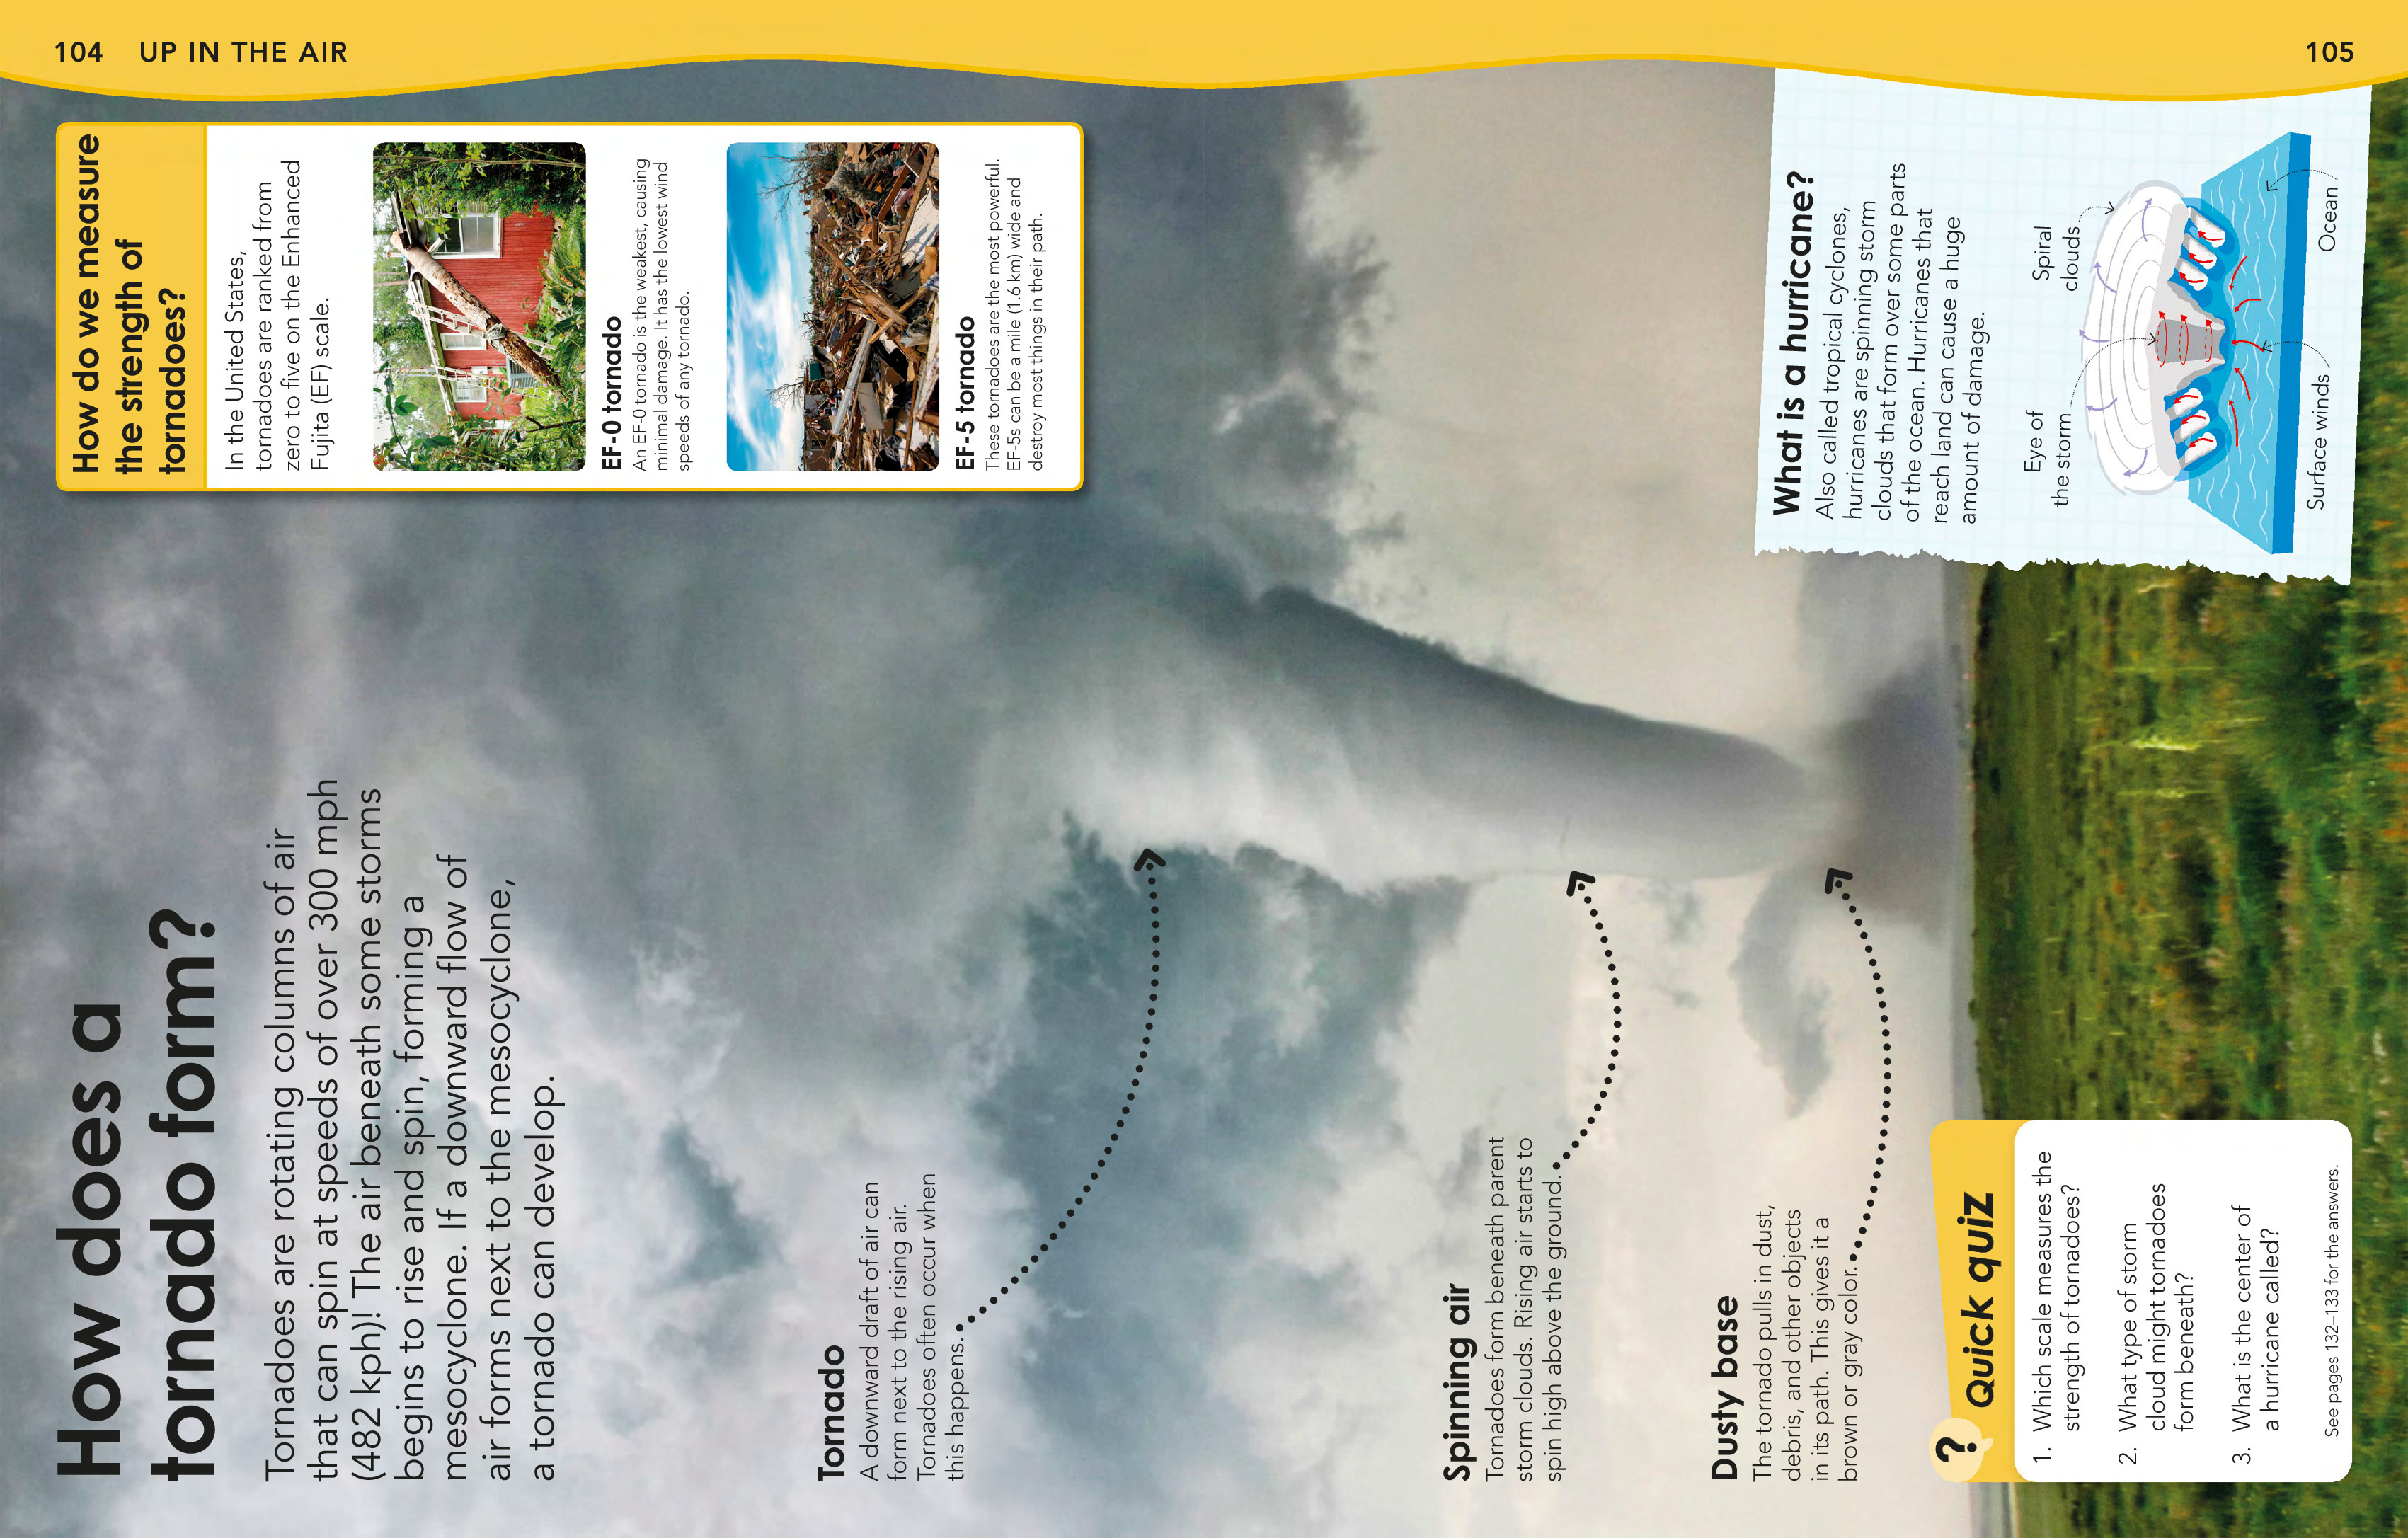 104 UP IN THE AIR
105
How does a
tornado form?
Tornadoes are rotating columns of air
that can spin at speeds of over 300 mph
(482 kph)! The air beneath some storms
begins to rise and spin, forming a
mesocyclone. If a downward flow of
air forms next to the mesocyclone,
a tornado can develop.
How do we measure
the strength of
tornadoes?
In the United States,
tornadoes are ranked from
zero to five on the Enhanced
Fujita (EF) scale.
EF-0 tornado
An EF-0 tornado is the weakest, causing
minimal damage. It has the lowest wind
speeds of any tornado.
EF-5 tornado
These tornadoes are the most powerful.
EF-5s can be a mile (1.6 km) wide and
destroy most things in their path.
Tornado
A downward draft of air can
form next to the rising air.
Tornadoes often occur when
this happens.
Spinning air
Tornadoes form beneath parent
storm clouds. Rising air starts to
spin high above the ground.
Dusty base
The tornado pulls in dust,
debris, and other objects
in its path. This gives it a
brown or gray color.
What is a hurricane?
Also called tropical cyclones,
hurricanes are spinning storm
clouds that form over some parts
of the ocean. Hurricanes that
reach land can cause a huge
amount of damage.
Eye of
the storm
Spiral
clouds
Surface winds
Ocean
? Quick quiz
1. Which scale measures the
strength of tornadoes?
2. What type of storm
cloud might tornadoes
form beneath?
3. What is the center of
a hurricane called?
See pages 132–133 for the answers.